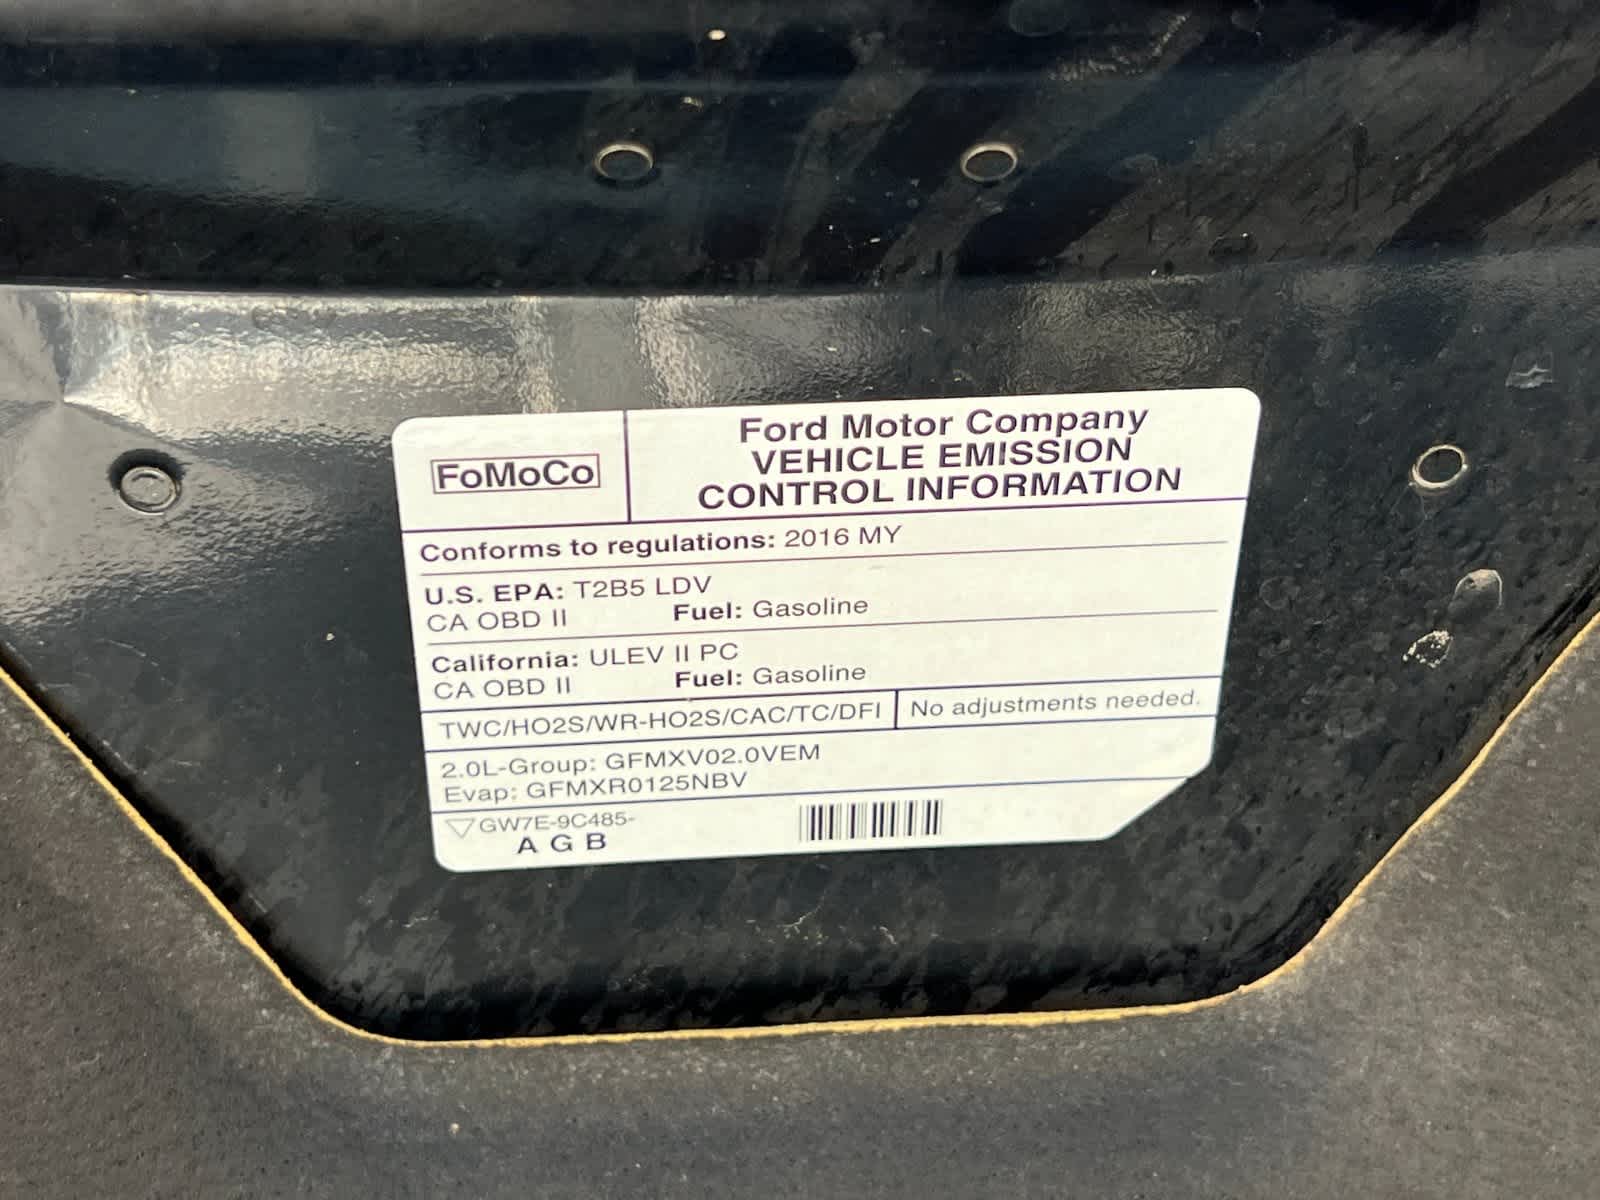 FoMoCo
Ford Motor Company
VEHICLE EMISSION
CONTROL INFORMATION
Conforms to regulations: 2016 MY
U.S. EPA: T2B5 LDV
CA OBD II Fuel: Gasoline
California: ULEV II PC
CA OBD II Fuel: Gasoline
TWC/HO2S/WR-HO2S/CAC/TC/DFI No adjustments needed.
2.0L-Group: GFMXV02.0VEM
Evap: GFMXR0125NBV
GW7E-9C485-
A G B